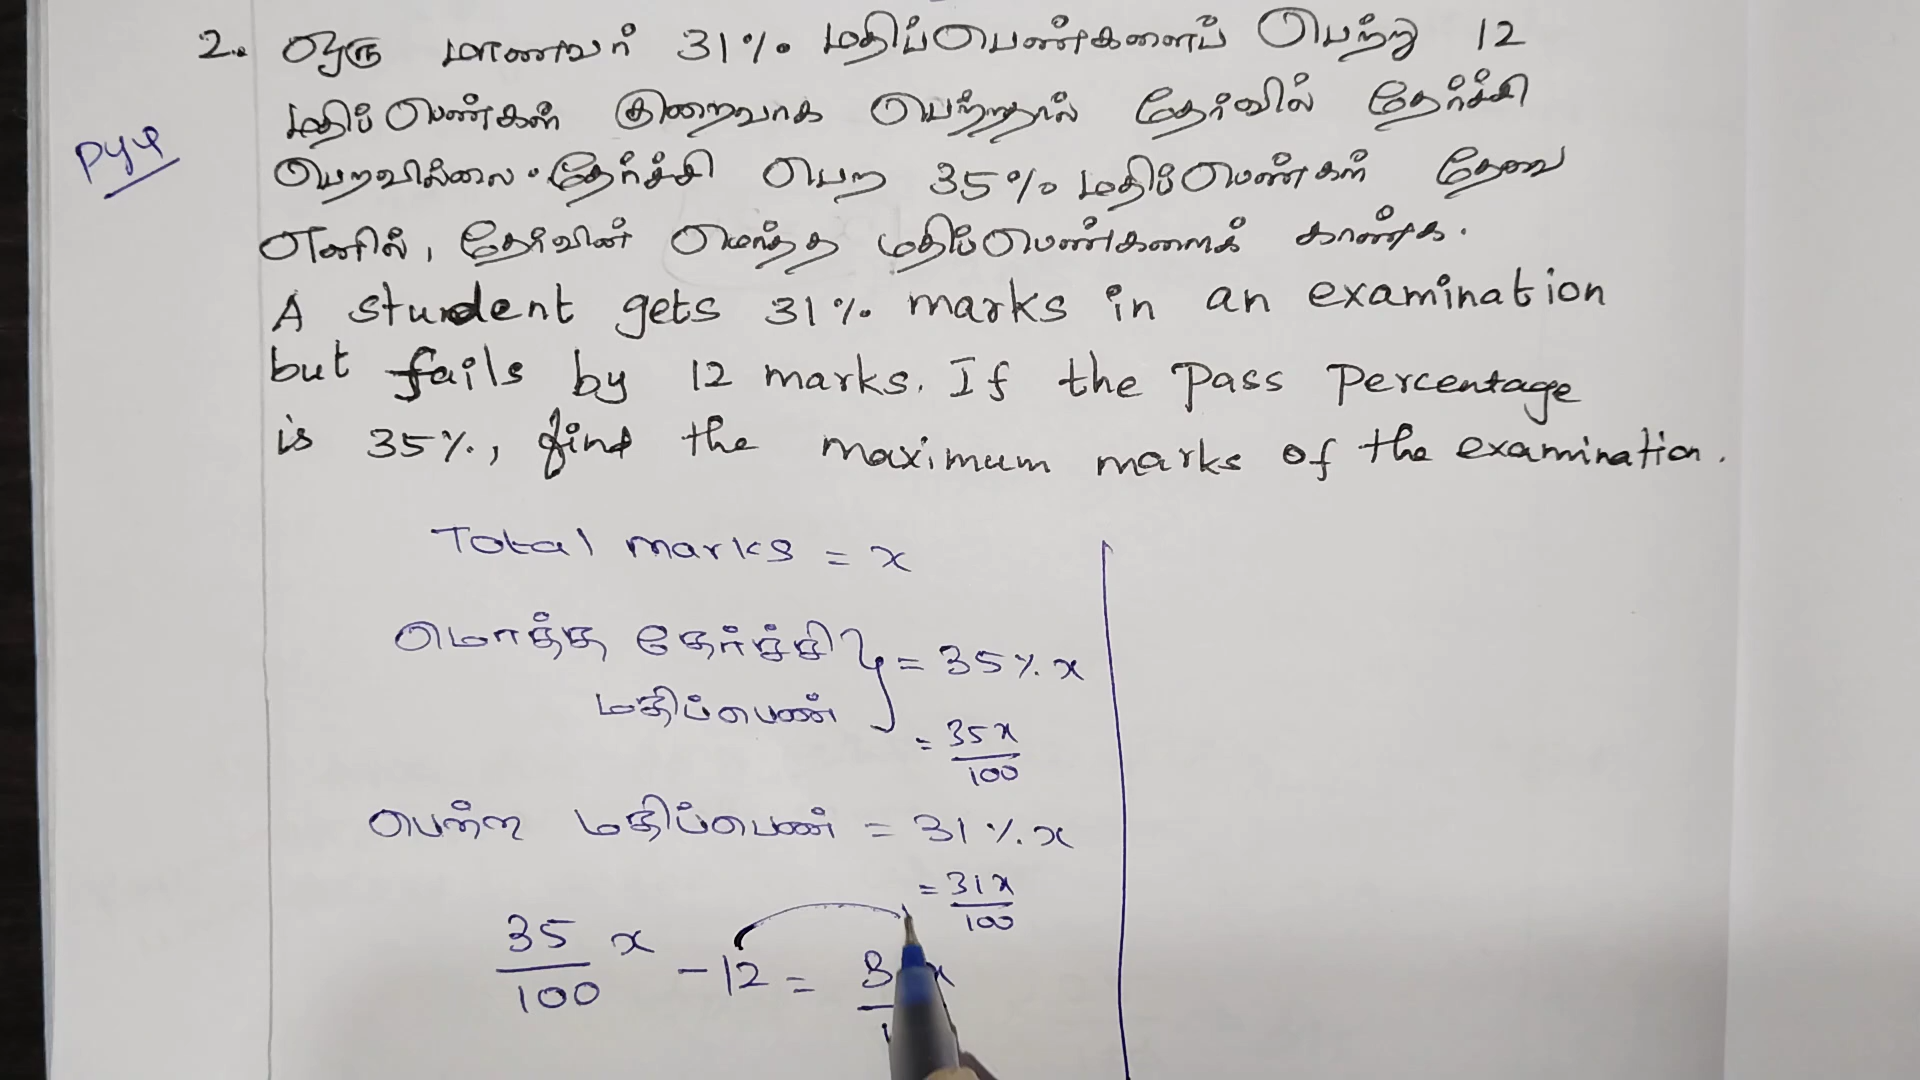 2. ஒரு மாணவர் 31% மதிப்பெண்களைப் பெற்று 12
மதிப்பெண்கள் குறைவாக பெற்றதால் தேர்வில் தேர்ச்சி
PYQ
பெறவில்லை. தேர்ச்சி பெற 35% மதிப்பெண்கள் தேவை
எனில், தேர்வின் மொத்த மதிப்பெண்களைக் காண்க.
A student gets 31% marks in an examination
but fails by 12 marks. If the pass percentage
is 35%, find the maximum marks of the examination.
Total marks = x
மொத்த தேர்ச்சி } = 35% x
மதிப்பெண்
= 35x/100
பெற்ற மதிப்பெண் = 31% x
= 31x/100
35/100 x - 12 =